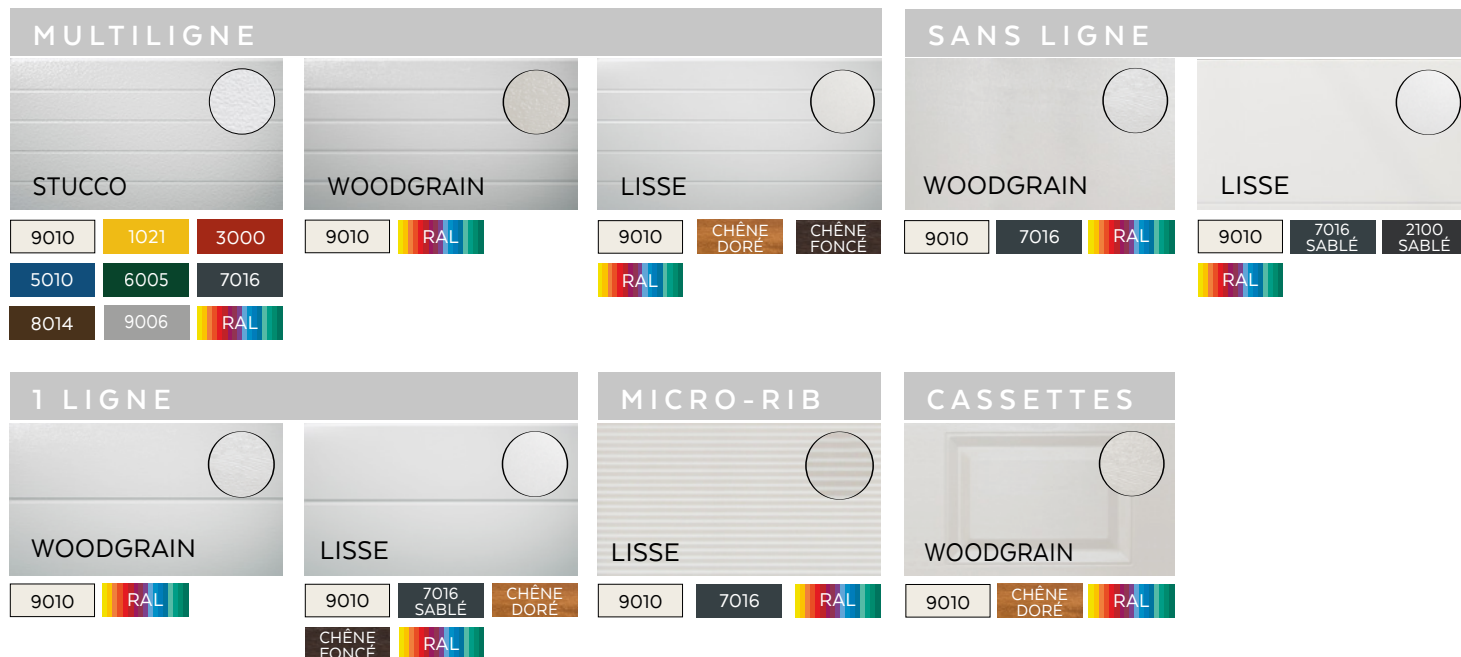 MULTILIGNE
STUCCO
9010
1021
3000
5010
6005
7016
8014
9006
RAL
WOODGRAIN
9010
RAL
LISSE
9010
CHÊNE
DORÉ
CHÊNE
FONCÉ
RAL
SANS LIGNE
WOODGRAIN
9010
7016
RAL
LISSE
9010
7016
SABLÉ
2100
SABLÉ
RAL
1 LIGNE
WOODGRAIN
9010
RAL
LISSE
9010
7016
SABLÉ
CHÊNE
DORÉ
CHÊNE
FONCÉ
RAL
MICRO-RIB
LISSE
9010
7016
RAL
CASSETTES
WOODGRAIN
9010
CHÊNE
DORÉ
RAL